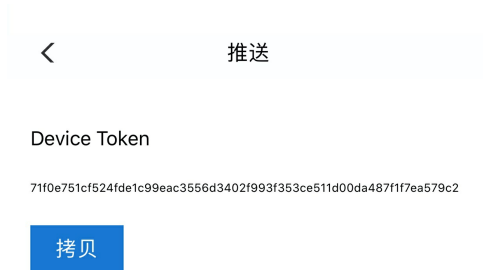 推送
Device Token
71f0e751cf524fde1c99eac3556d3402f993f353ce511d00da487f1f7ea579c2
拷贝